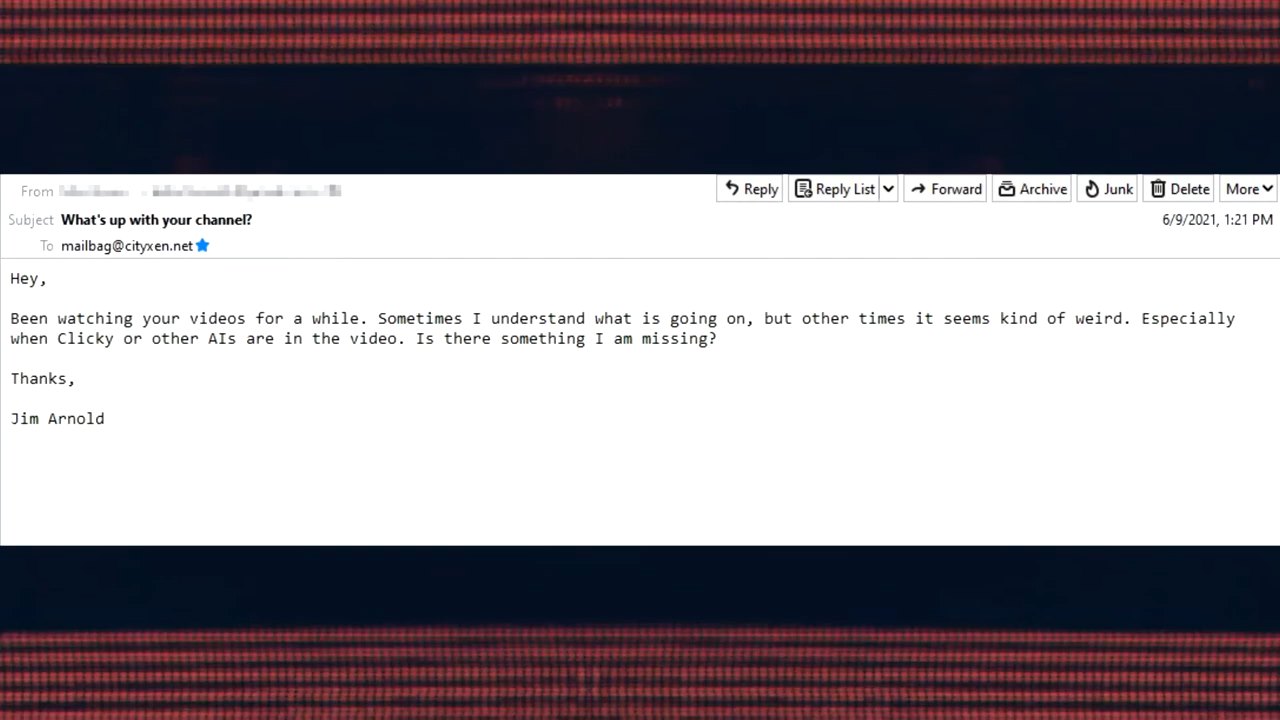 From
Reply Reply List Forward Archive Junk Delete More
Subject What's up with your channel?
6/9/2021, 1:21 PM
To mailbag@cityxen.net
Hey,
Been watching your videos for a while. Sometimes I understand what is going on, but other times it seems kind of weird. Especially
when Clicky or other AIs are in the video. Is there something I am missing?
Thanks,
Jim Arnold